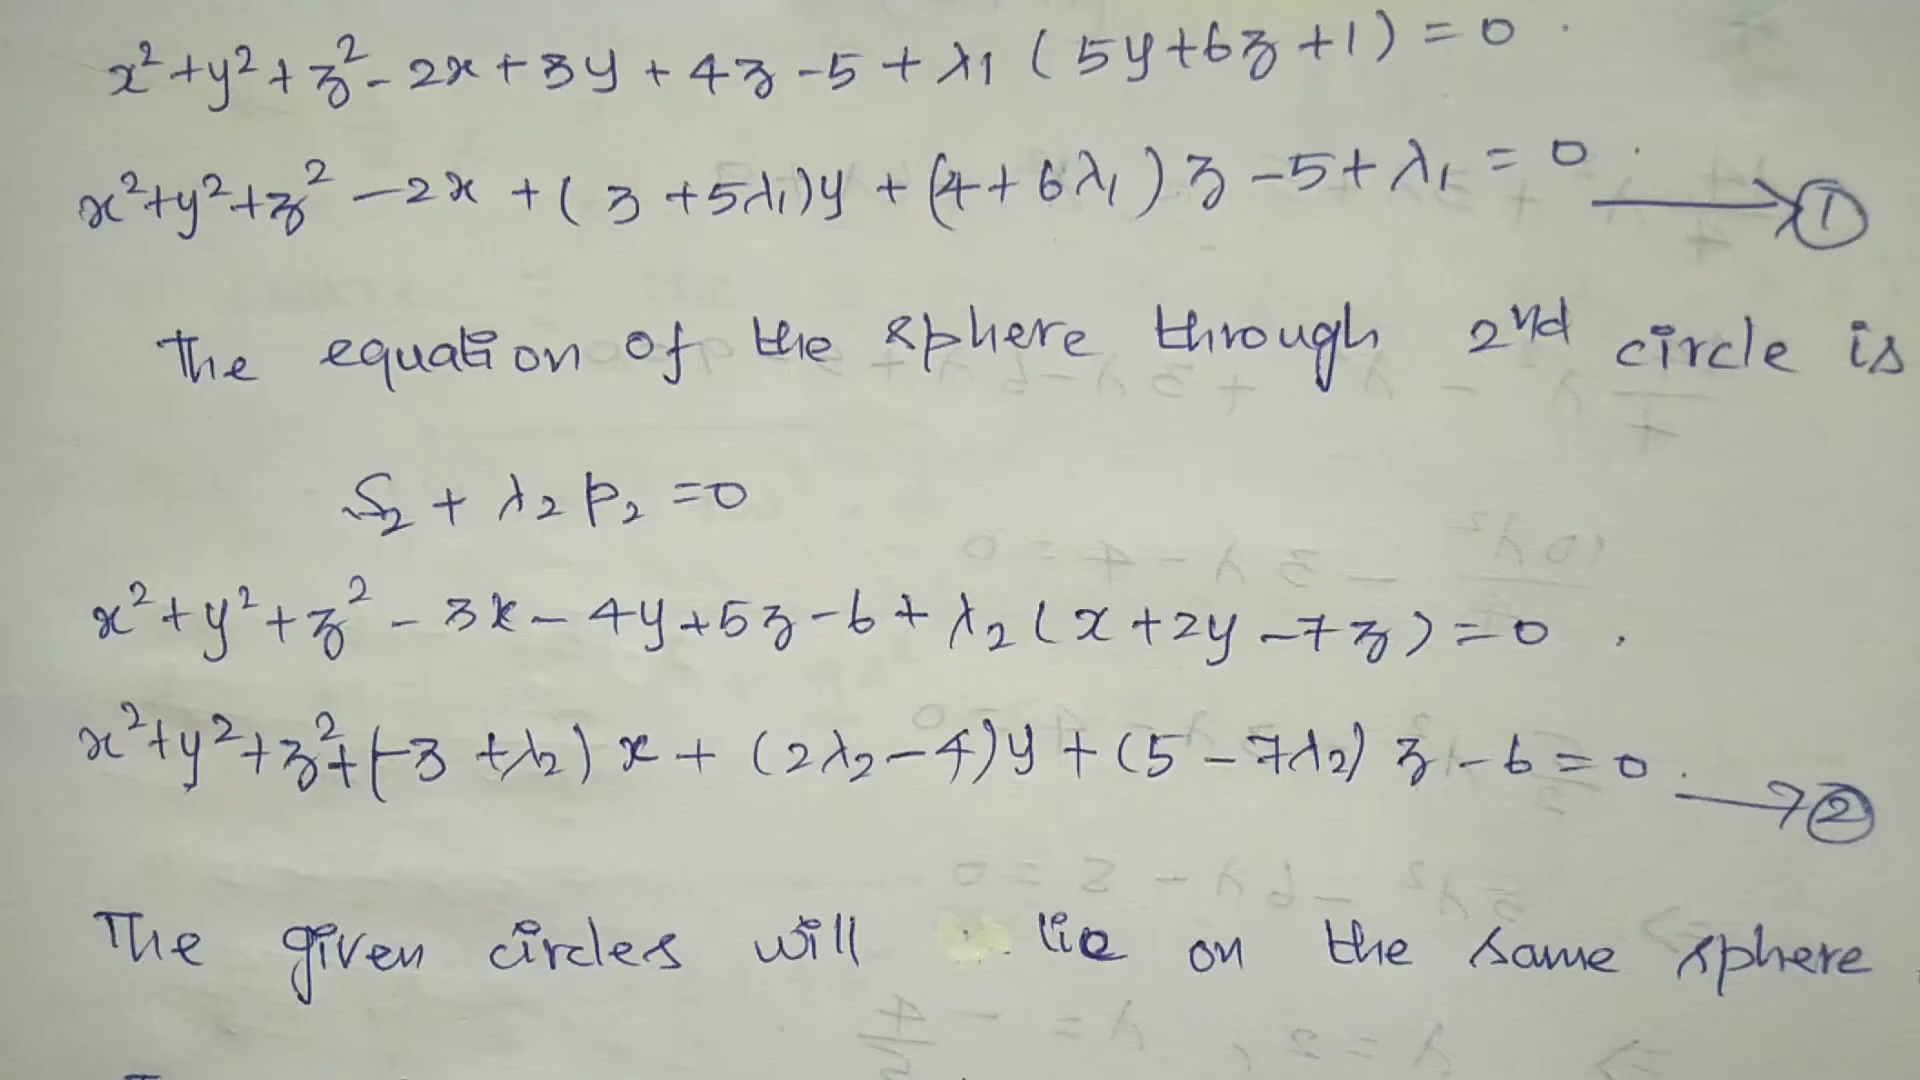 x²+y²+z²-2x+3y+4z-5+λ1(5y+6z+1)=0.
x²+y²+z²-2x+(3+5λ1)y+(4+6λ1)z-5+λ1=0. → ①
The equation of the sphere through 2nd circle is
S2+λ2P2=0
x²+y²+z²-3x-4y+5z-6+λ2(x+2y-7z)=0.
x²+y²+z²+(-3+λ2)x+(2λ2-4)y+(5-7λ2)z-6=0. → ②
The given circles will lie on the same sphere